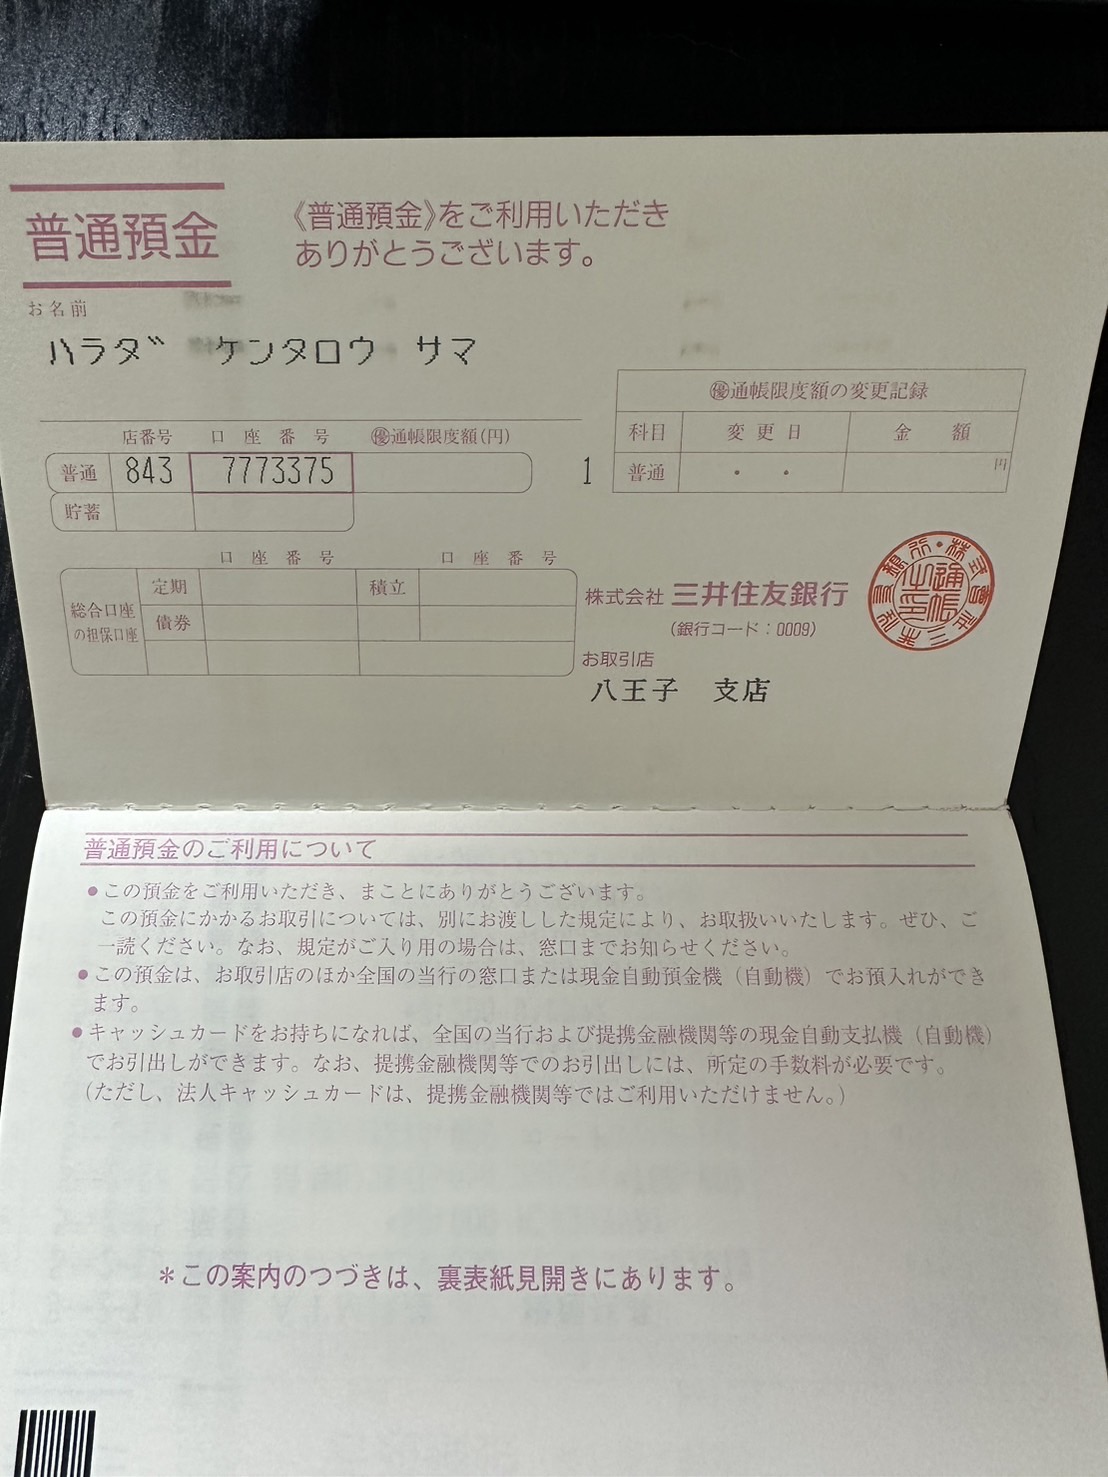 普通預金
《普通預金》をご利用いただき
ありがとうございます。
お名前
ハラダ ケンタロウ サマ
㊝通帳限度額の変更記録
科目 変更日 金額
普通 ・ ・ 円
店番号 口座番号 ㊝通帳限度額(円)
普通 843 7773375 1
貯蓄
口座番号 口座番号
総合口座
の担保口座
定期 積立
債券
株式会社 三井住友銀行
(銀行コード：0009)
お取引店
八王子 支店
普通預金のご利用について
●この預金をご利用いただき、まことにありがとうございます。
この預金にかかるお取引については、別にお渡しした規定により、お取扱いいたします。ぜひ、ご
一読ください。なお、規定がご入り用の場合は、窓口までお知らせください。
●この預金は、お取引店のほか全国の当行の窓口または現金自動預金機（自動機）でお預入れができ
ます。
●キャッシュカードをお持ちになれば、全国の当行および提携金融機関等の現金自動支払機（自動機）
でお引出しができます。なお、提携金融機関等でのお引出しには、所定の手数料が必要です。
(ただし、法人キャッシュカードは、提携金融機関等ではご利用いただけません。)
＊この案内のつづきは、裏表紙見開きにあります。